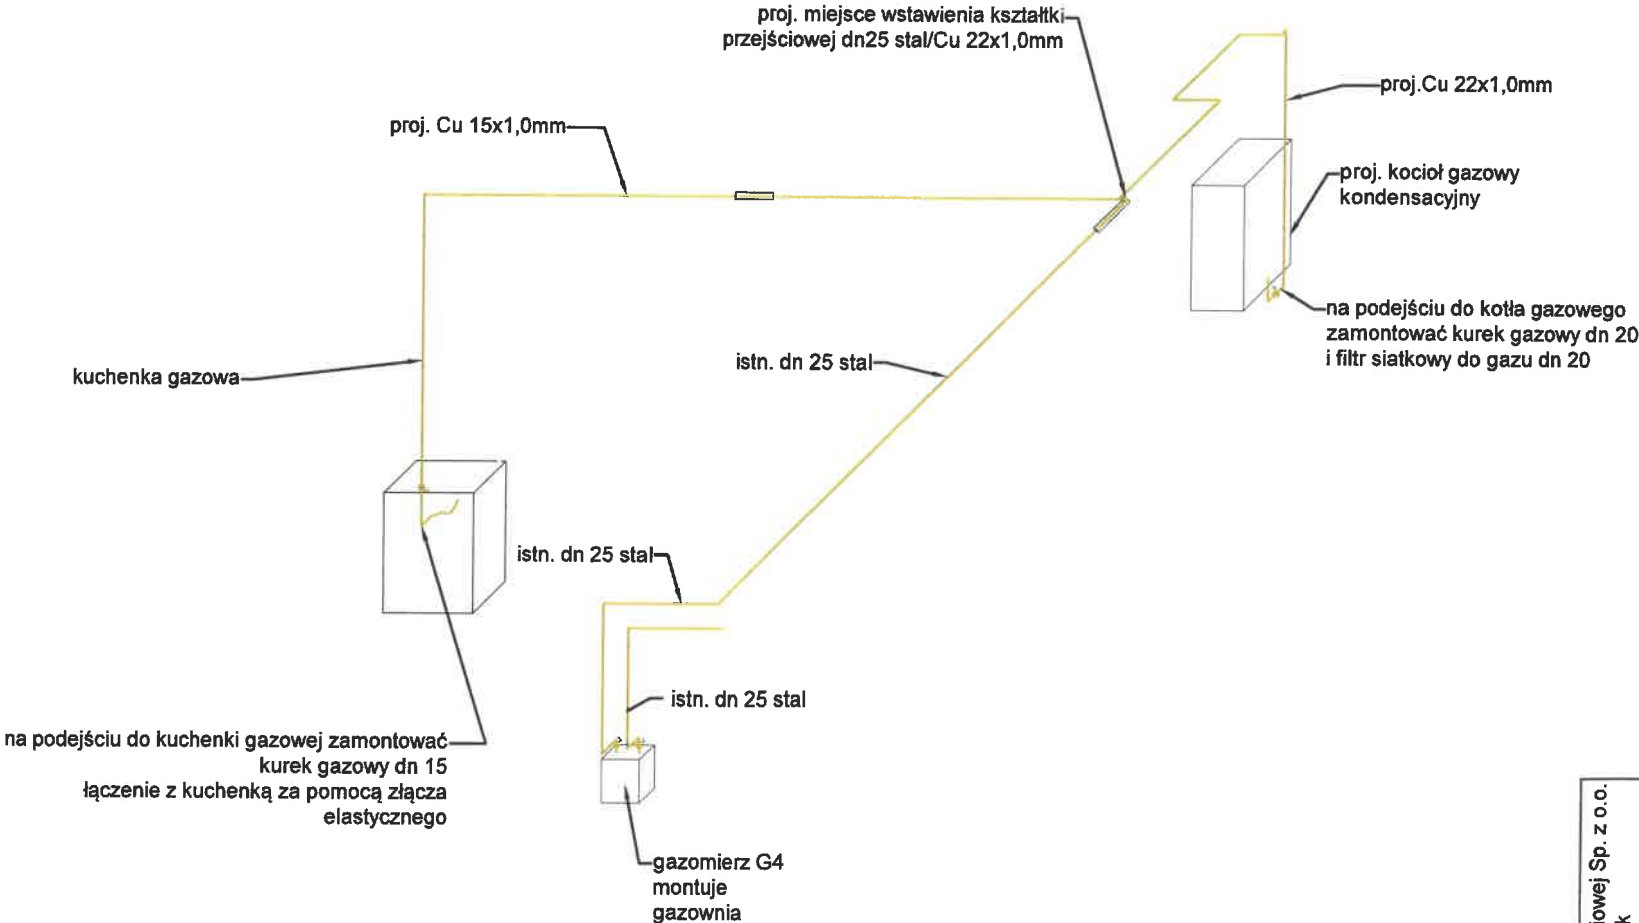 proj. miejsce wstawienia kształtki
przejściowej dn25 stal/Cu 22x1,0mm
proj.Cu 22x1,0mm
proj. Cu 15x1,0mm
proj. kocioł gazowy
kondensacyjny
na podejściu do kotła gazowego
zamontować kurek gazowy dn 20
i filtr siatkowy do gazu dn 20
istn. dn 25 stal
kuchenka gazowa
istn. dn 25 stal
istn. dn 25 stal
na podejściu do kuchenki gazowej zamontować
kurek gazowy dn 15
łączenie z kuchenką za pomocą złącza
elastycznego
gazomierz G4
montuje
gazownia
Sp. z o.o.